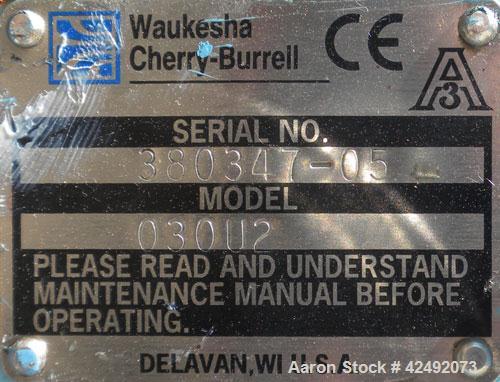 Waukesha
Cherry-Burrell
CE
A
3
SERIAL NO.
380347-05
MODEL
030U2
PLEASE READ AND UNDERSTAND
MAINTENANCE MANUAL BEFORE
OPERATING.
DELAVAN,WI U.S.A.
Aaron Stock # 42492073